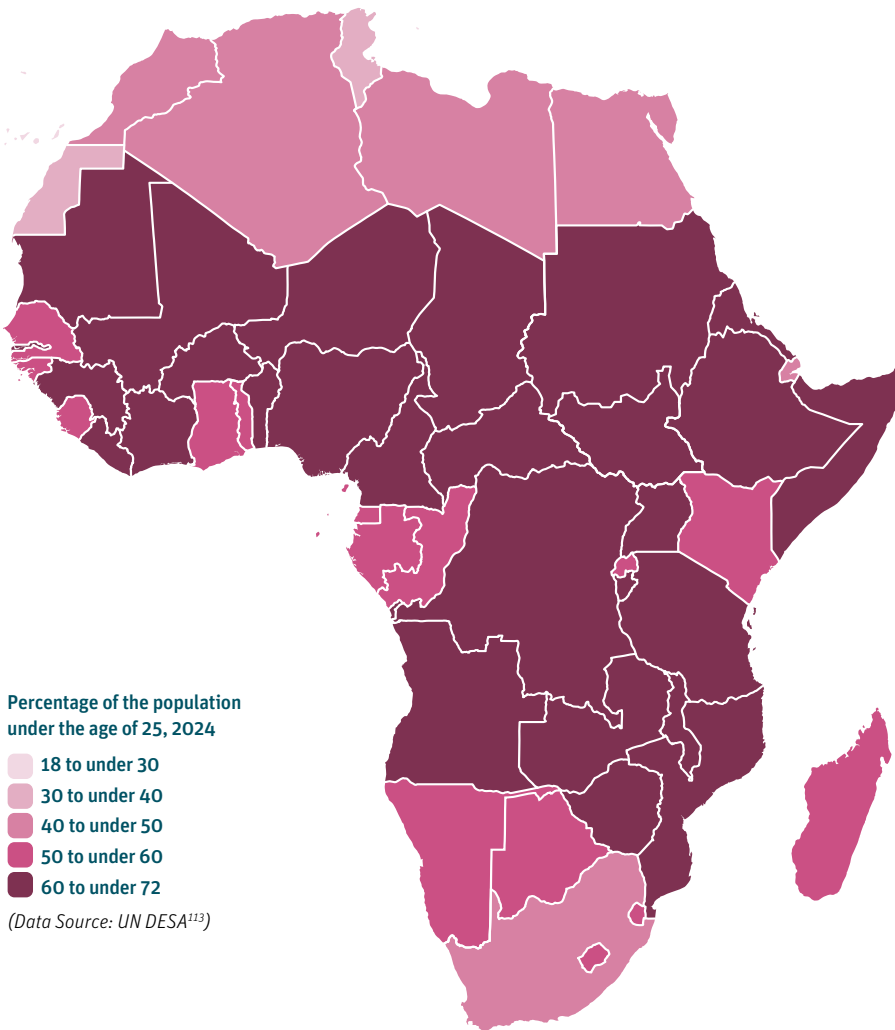 Percentage of the population
under the age of 25, 2024
18 to under 30
30 to under 40
40 to under 50
50 to under 60
60 to under 72
(Data Source: UN DESA¹¹³)